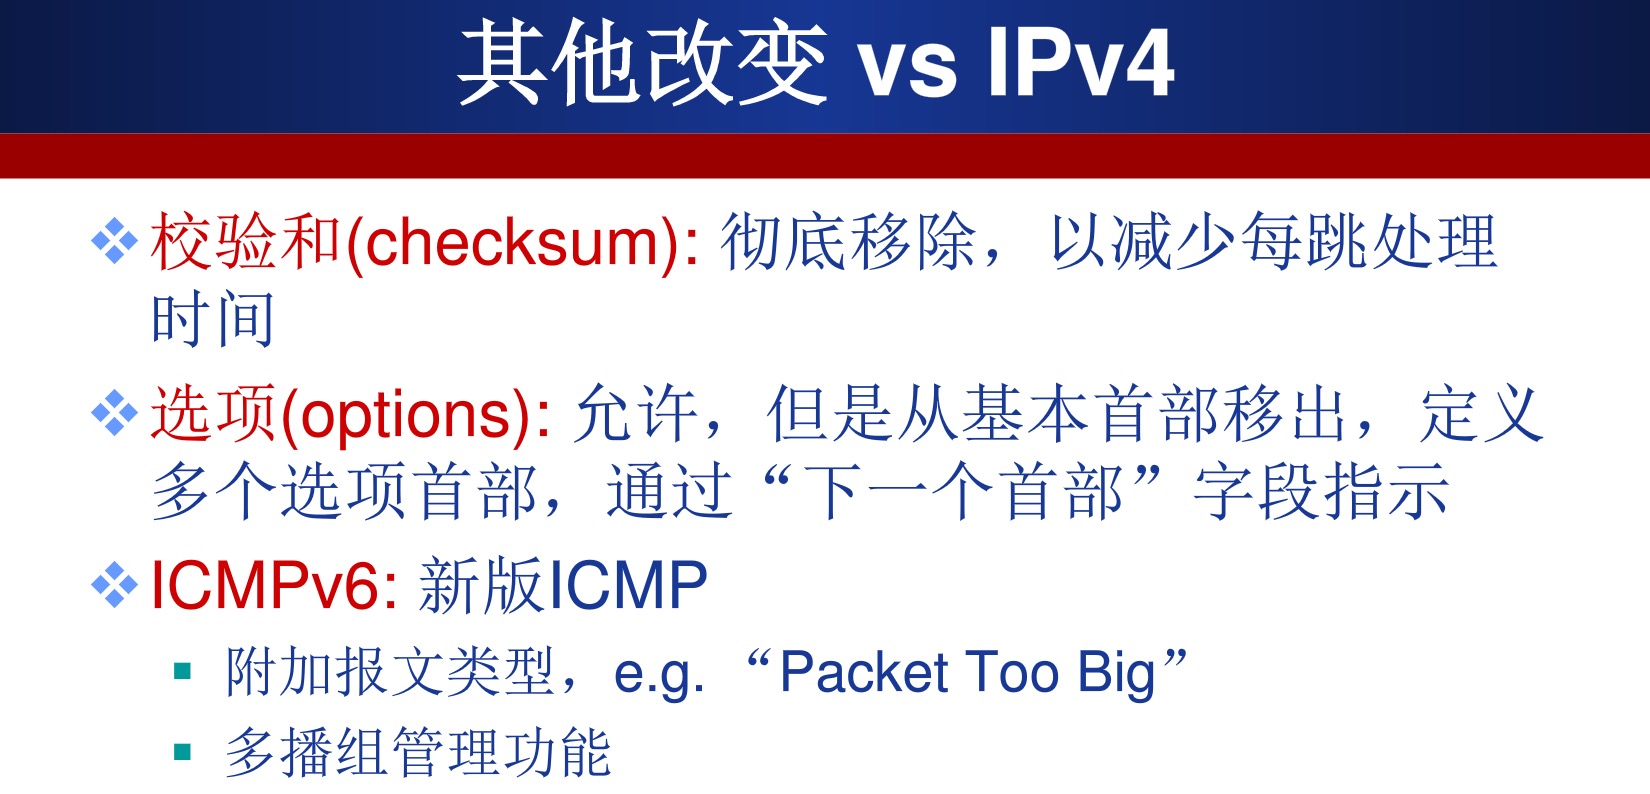 其他改变 vs IPv4
校验和(checksum): 彻底移除，以减少每跳处理
时间
选项(options): 允许，但是从基本首部移出，定义
多个选项首部，通过“下一个首部”字段指示
ICMPv6: 新版ICMP
附加报文类型，e.g. “Packet Too Big”
多播组管理功能